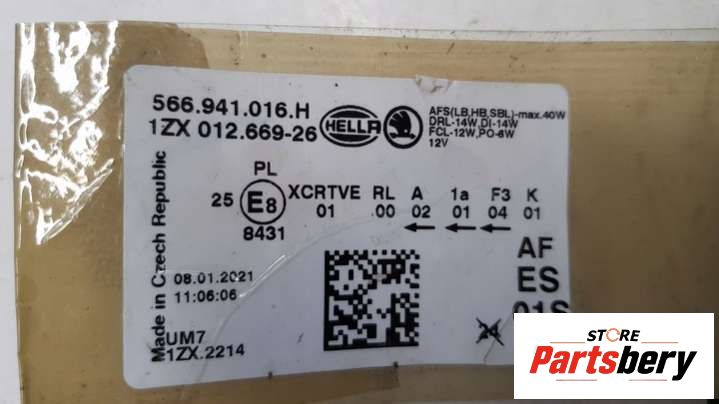 566.941.016.H
1ZX 012.669-26
HELLA
AFS(LB,HB,SBL)-max.40W
DRL-14W,DI-14W
FCL-12W,PO-6W
12V
PL
25 E8 XCRTVE RL A 1a F3 K
01 00 02 01 04 01
8431
Made in Czech Republic
08.01.2021
11:06:06
AF
ES
01S
UM7
1ZX.2214
24
STORE
Partsbery